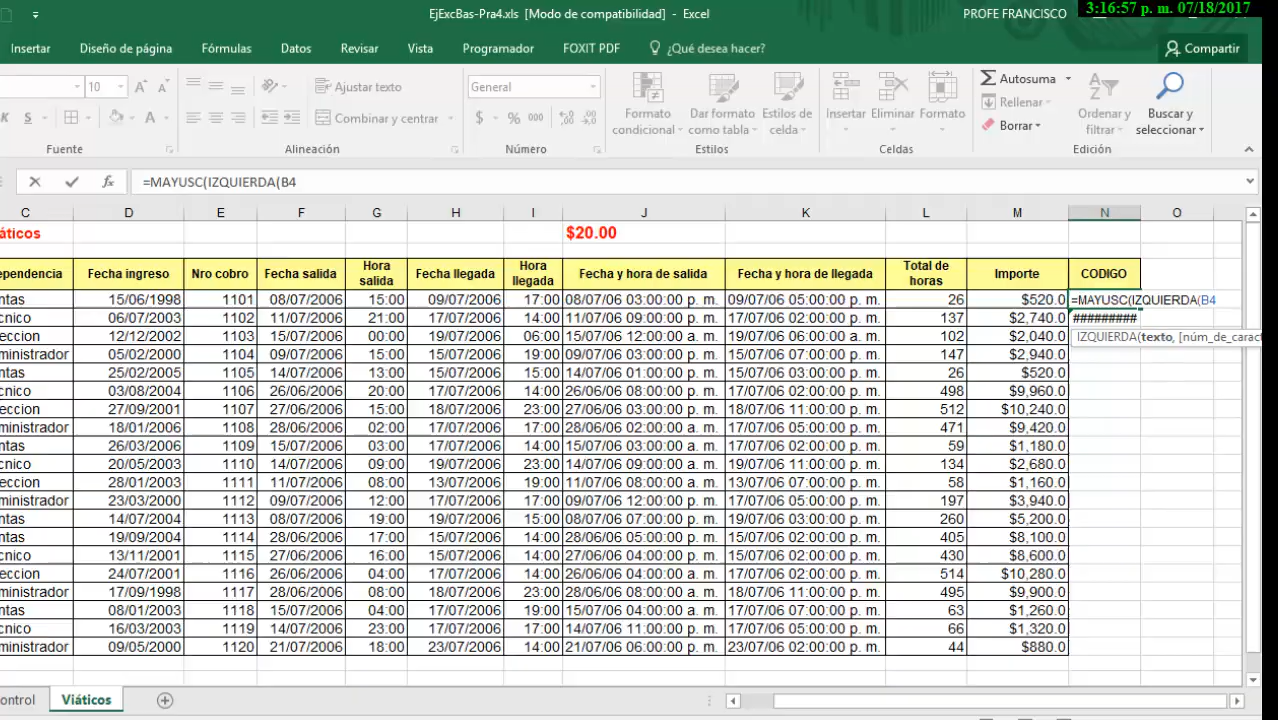 3:16:57 p. m. 07/18/2017
EjExcBas-Pra4.xls [Modo de compatibilidad] - Excel PROFE FRANCISCO
Insertar Diseño de página Fórmulas Datos Revisar Vista Programador FOXIT PDF ¿Qué desea hacer? Compartir
10 A A Ajustar texto General Autosuma
K S A Combinar y centrar $ % 000 Rellenar
Formato condicional Dar formato como tabla Estilos de celda Insertar Eliminar Formato Borrar Ordenar y filtrar Buscar y seleccionar
Fuente Alineación Número Estilos Celdas Edición
fx =MAYUSC(IZQUIERDA(B4
C D E F G H I J K L M N O
áticos $20.00
ependencia Fecha ingreso Nro cobro Fecha salida Hora salida Fecha llegada Hora llegada Fecha y hora de salida Fecha y hora de llegada Total de horas Importe CODIGO
ntas 15/06/1998 1101 08/07/2006 15:00 09/07/2006 17:00 08/07/06 03:00:00 p. m. 09/07/06 05:00:00 p. m. 26 $520.0 =MAYUSC(IZQUIERDA(B4
cnico 06/07/2003 1102 11/07/2006 21:00 17/07/2006 14:00 11/07/06 09:00:00 p. m. 17/07/06 02:00:00 p. m. 137 $2,740.0 #########
eccion 12/12/2002 1103 15/07/2006 00:00 19/07/2006 06:00 15/07/06 12:00:00 a. m. 19/07/06 06:00:00 a. m. 102 $2,040.0 IZQUIERDA(texto, [núm_de_caract
ministrador 05/02/2000 1104 09/07/2006 15:00 15/07/2006 19:00 09/07/06 03:00:00 p. m. 15/07/06 07:00:00 p. m. 147 $2,940.0
ntas 25/02/2005 1105 14/07/2006 13:00 15/07/2006 15:00 14/07/06 01:00:00 p. m. 15/07/06 03:00:00 p. m. 26 $520.0
cnico 03/08/2004 1106 26/06/2006 20:00 17/07/2006 14:00 26/06/06 08:00:00 p. m. 17/07/06 02:00:00 p. m. 498 $9,960.0
eccion 27/09/2001 1107 27/06/2006 15:00 18/07/2006 23:00 27/06/06 03:00:00 p. m. 18/07/06 11:00:00 p. m. 512 $10,240.0
ministrador 18/01/2006 1108 28/06/2006 02:00 17/07/2006 17:00 28/06/06 02:00:00 a. m. 17/07/06 05:00:00 p. m. 471 $9,420.0
ntas 26/03/2006 1109 15/07/2006 03:00 17/07/2006 14:00 15/07/06 03:00:00 a. m. 17/07/06 02:00:00 p. m. 59 $1,180.0
cnico 20/05/2003 1110 14/07/2006 09:00 19/07/2006 23:00 14/07/06 09:00:00 a. m. 19/07/06 11:00:00 p. m. 134 $2,680.0
eccion 28/01/2003 1111 11/07/2006 08:00 13/07/2006 19:00 11/07/06 08:00:00 a. m. 13/07/06 07:00:00 p. m. 58 $1,160.0
ministrador 23/03/2000 1112 09/07/2006 12:00 17/07/2006 17:00 09/07/06 12:00:00 p. m. 17/07/06 05:00:00 p. m. 197 $3,940.0
ntas 14/07/2004 1113 08/07/2006 19:00 19/07/2006 15:00 08/07/06 07:00:00 p. m. 19/07/06 03:00:00 p. m. 260 $5,200.0
ntas 19/09/2004 1114 28/06/2006 17:00 15/07/2006 14:00 28/06/06 05:00:00 p. m. 15/07/06 02:00:00 p. m. 405 $8,100.0
cnico 13/11/2001 1115 27/06/2006 16:00 15/07/2006 14:00 27/06/06 04:00:00 p. m. 15/07/06 02:00:00 p. m. 430 $8,600.0
eccion 24/07/2001 1116 26/06/2006 04:00 17/07/2006 14:00 26/06/06 04:00:00 a. m. 17/07/06 02:00:00 p. m. 514 $10,280.0
ministrador 17/09/1998 1117 27/06/2006 08:00 18/07/2006 23:00 27/06/06 08:00:00 a. m. 18/07/06 11:00:00 p. m. 495 $9,900.0
ntas 08/01/2003 1118 15/07/2006 04:00 17/07/2006 19:00 15/07/06 04:00:00 a. m. 17/07/06 07:00:00 p. m. 63 $1,260.0
cnico 16/03/2003 1119 14/07/2006 23:00 17/07/2006 17:00 14/07/06 11:00:00 p. m. 17/07/06 05:00:00 p. m. 66 $1,320.0
ministrador 09/05/2000 1120 21/07/2006 18:00 23/07/2006 14:00 21/07/06 06:00:00 p. m. 23/07/06 02:00:00 p. m. 44 $880.0
ontrol Viáticos